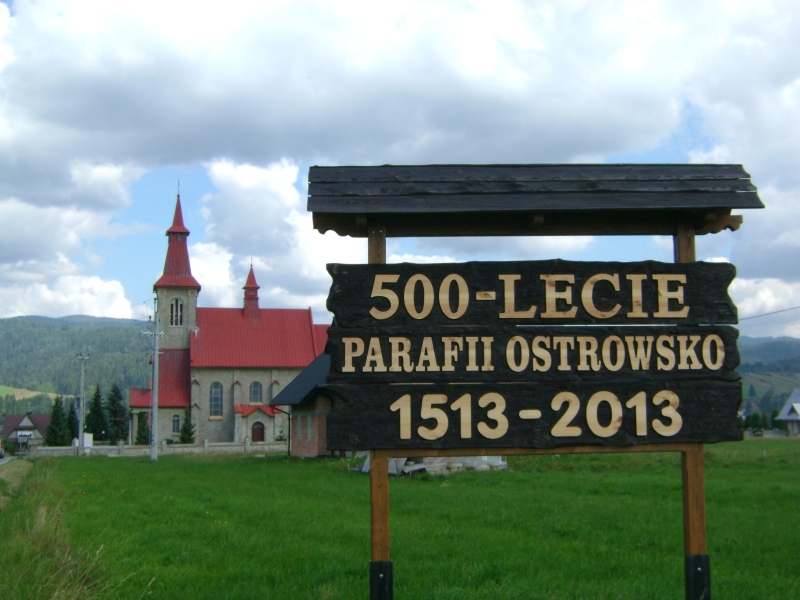 500-LECIE
PARAFII OSTROWSKO
1513-2013